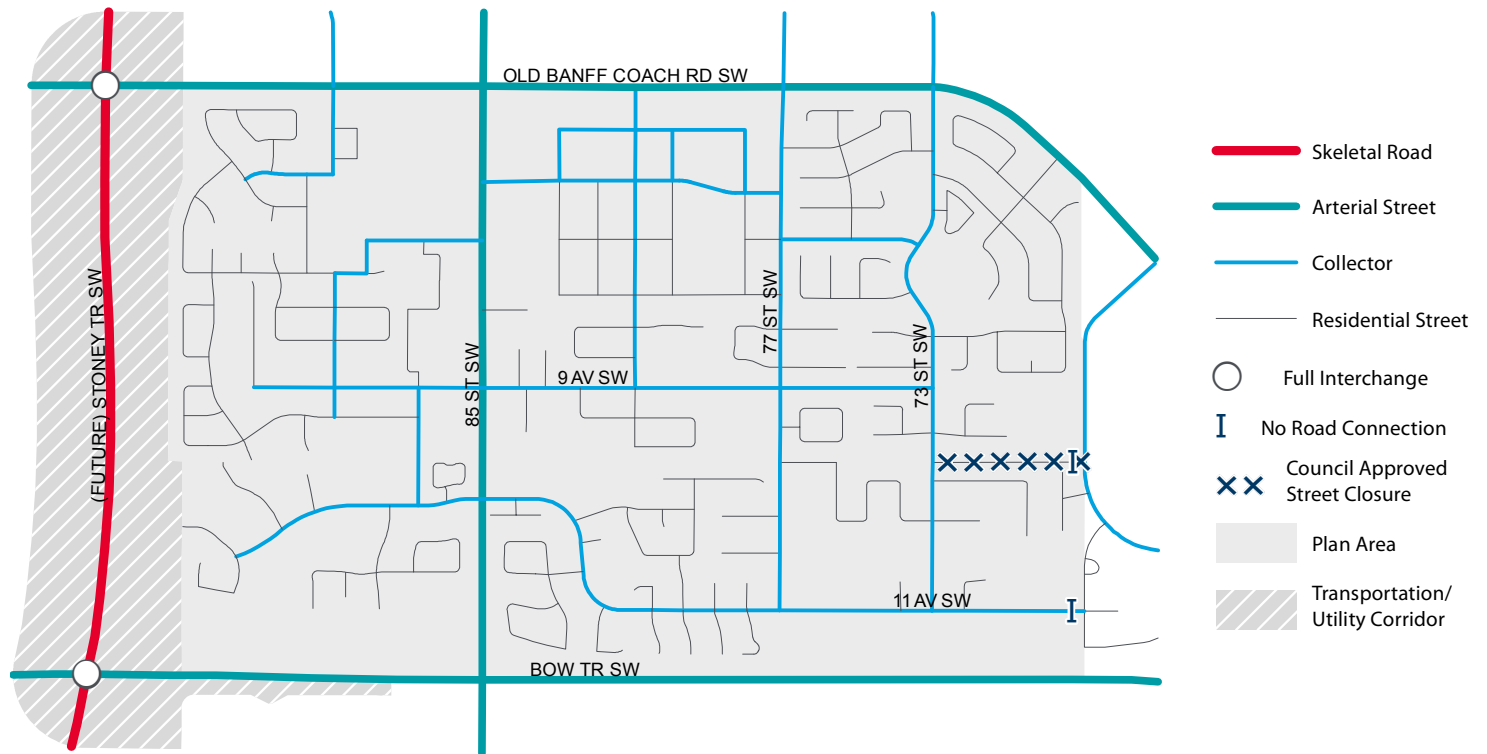 OLD BANFF COACH RD SW
(FUTURE) STONEY TR SW
85 ST SW
77 ST SW
73 ST SW
9 AV SW
11 AV SW
BOW TR SW
Skeletal Road
Arterial Street
Collector
Residential Street
Full Interchange
No Road Connection
Council Approved
Street Closure
Plan Area
Transportation/
Utility Corridor